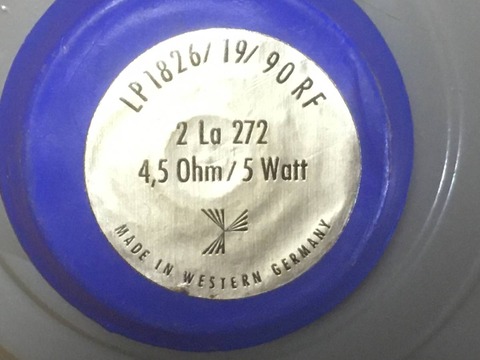 LP1826/19/90 RF
2 La 272
4,5 Ohm/5 Watt
MADE IN WESTERN GERMANY